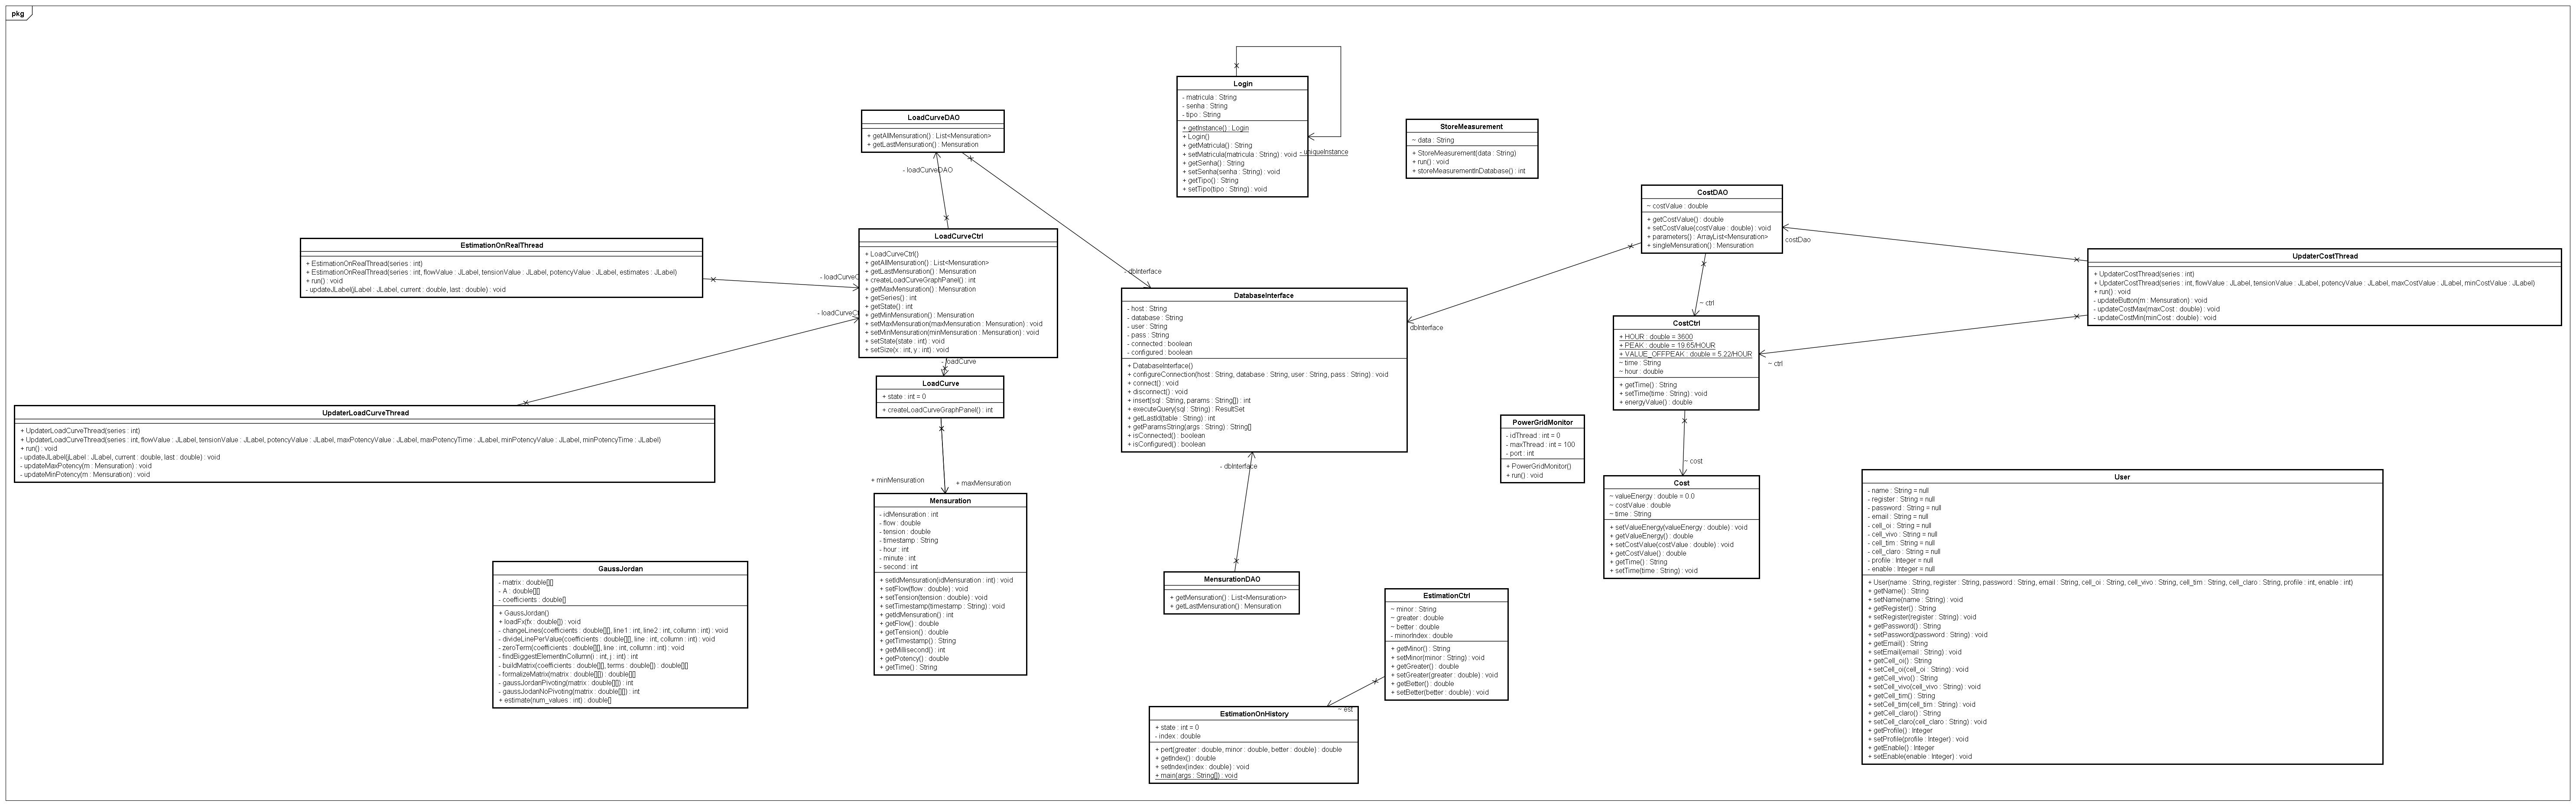 pkg
Login
- matricula : String
- senha : String
- tipo : String
+ getInstance() : Login
+ Login()
+ getMatricula() : String
+ setMatricula(matricula : String) : void
+ getSenha() : String
+ setSenha(senha : String) : void
+ getTipo() : String
+ setTipo(tipo : String) : void
- uniqueInstance
LoadCurveDAO
+ getAllMensuration() : List<Mensuration>
+ getLastMensuration() : Mensuration
- loadCurveDAO
StoreMeasurement
~ data : String
+ StoreMeasurement(data : String)
+ run() : void
+ storeMeasurementInDatabase() : int
CostDAO
~ costValue : double
+ getCostValue() : double
+ setCostValue(costValue : double) : void
+ parameters() : ArrayList<Mensuration>
+ singleMensuration() : Mensuration
costDao
EstimationOnRealThread
+ EstimationOnRealThread(series : int)
+ EstimationOnRealThread(series : int, flowValue : JLabel, tensionValue : JLabel, potencyValue : JLabel, estimates : JLabel)
+ run() : void
- updateJLabel(jLabel : JLabel, current : double, last : double) : void
- loadCurveC
- loadCurveCt
LoadCurveCtrl
+ LoadCurveCtrl()
+ getAllMensuration() : List<Mensuration>
+ getLastMensuration() : Mensuration
+ createLoadCurveGraphPanel() : int
+ getMaxMensuration() : Mensuration
+ getSeries() : int
+ getState() : int
+ getMinMensuration() : Mensuration
+ setMaxMensuration(maxMensuration : Mensuration) : void
+ setMinMensuration(minMensuration : Mensuration) : void
+ setState(state : int) : void
+ setSize(x : int, y : int) : void
- loadCurve
UpdaterCostThread
+ UpdaterCostThread(series : int)
+ UpdaterCostThread(series : int, flowValue : JLabel, tensionValue : JLabel, potencyValue : JLabel, maxCostValue : JLabel, minCostValue : JLabel)
+ run() : void
- updateButton(m : Mensuration) : void
- updateCostMax(maxCost : double) : void
- updateCostMin(minCost : double) : void
- dbInterface
DatabaseInterface
- host : String
- database : String
- user : String
- pass : String
- connected : boolean
- configured : boolean
+ DatabaseInterface()
+ configureConnection(host : String, database : String, user : String, pass : String) : void
+ connect() : void
+ disconnect() : void
+ insert(sql : String, params : String[]) : int
+ executeQuery(sql : String) : ResultSet
+ getLastId(table : String) : int
+ getParamsString(args : String) : String[]
+ isConnected() : boolean
+ isConfigured() : boolean
dbInterface
- dbInterface
~ ctrl
CostCtrl
+ HOUR : double = 3600
+ PEAK : double = 19.65/HOUR
+ VALUE_OFFPEAK : double = 5.22/HOUR
~ time : String
~ hour : double
+ getTime() : String
+ setTime(time : String) : void
+ energyValue() : double
~ ctrl
~ cost
LoadCurve
+ state : int = 0
+ createLoadCurveGraphPanel() : int
+ minMensuration
+ maxMensuration
UpdaterLoadCurveThread
+ UpdaterLoadCurveThread(series : int)
+ UpdaterLoadCurveThread(series : int, flowValue : JLabel, tensionValue : JLabel, potencyValue : JLabel, maxPotencyValue : JLabel, maxPotencyTime : JLabel, minPotencyValue : JLabel, minPotencyTime : JLabel)
+ run() : void
- updateJLabel(jLabel : JLabel, current : double, last : double) : void
- updateMaxPotency(m : Mensuration) : void
- updateMinPotency(m : Mensuration) : void
PowerGridMonitor
- idThread : int = 0
- maxThread : int = 100
- port : int
+ PowerGridMonitor()
+ run() : void
Cost
~ valueEnergy : double = 0.0
~ costValue : double
~ time : String
+ setValueEnergy(valueEnergy : double) : void
+ getValueEnergy() : double
+ setCostValue(costValue : double) : void
+ getCostValue() : double
+ getTime() : String
+ setTime(time : String) : void
User
- name : String = null
- register : String = null
- password : String = null
- email : String = null
- cell_oi : String = null
- cell_vivo : String = null
- cell_tim : String = null
- cell_claro : String = null
- profile : Integer = null
- enable : Integer = null
+ User(name : String, register : String, password : String, email : String, cell_oi : String, cell_vivo : String, cell_tim : String, cell_claro : String, profile : int, enable : int)
+ getName() : String
+ setName(name : String) : void
+ getRegister() : String
+ setRegister(register : String) : void
+ getPassword() : String
+ setPassword(password : String) : void
+ getEmail() : String
+ setEmail(email : String) : void
+ getCell_oi() : String
+ setCell_oi(cell_oi : String) : void
+ getCell_vivo() : String
+ setCell_vivo(cell_vivo : String) : void
+ getCell_tim() : String
+ setCell_tim(cell_tim : String) : void
+ getCell_claro() : String
+ setCell_claro(cell_claro : String) : void
+ getProfile() : Integer
+ setProfile(profile : Integer) : void
+ getEnable() : Integer
+ setEnable(enable : Integer) : void
Mensuration
- idMensuration : int
- flow : double
- tension : double
- timestamp : String
- hour : int
- minute : int
- second : int
+ setIdMensuration(idMensuration : int) : void
+ setFlow(flow : double) : void
+ setTension(tension : double) : void
+ setTimestamp(timestamp : String) : void
+ getIdMensuration() : int
+ getFlow() : double
+ getTension() : double
+ getTimestamp() : String
+ getMillisecond() : int
+ getPotency() : double
+ getTime() : String
GaussJordan
- matrix : double[][]
- A : double[][]
- coefficients : double[]
+ GaussJordan()
+ loadFx(fx : double[]) : void
- changeLines(coefficients : double[][], line1 : int, line2 : int, collumn : int) : void
- divideLinePerValue(coefficients : double[][], line : int, collumn : int) : void
- zeroTerm(coefficients : double[][], line : int, collumn : int) : void
- findBiggestElementInCollumn(i : int, j : int) : int
- buildMatrix(coefficients : double[][], terms : double[]) : double[][]
- formalizeMatrix(matrix : double[][]) : double[][]
- gaussJordanPivoting(matrix : double[][]) : int
- gaussJodanNoPivoting(matrix : double[][]) : int
+ estimate(num_values : int) : double[]
MensurationDAO
+ getMensuration() : List<Mensuration>
+ getLastMensuration() : Mensuration
EstimationCtrl
~ minor : String
~ greater : double
~ better : double
- minorIndex : double
+ getMinor() : String
+ setMinor(minor : String) : void
+ getGreater() : double
+ setGreater(greater : double) : void
+ getBetter() : double
+ setBetter(better : double) : void
~ est
EstimationOnHistory
+ state : int = 0
- index : double
+ pert(greater : double, minor : double, better : double) : double
+ getIndex() : double
+ setIndex(index : double) : void
+ main(args : String[]) : void